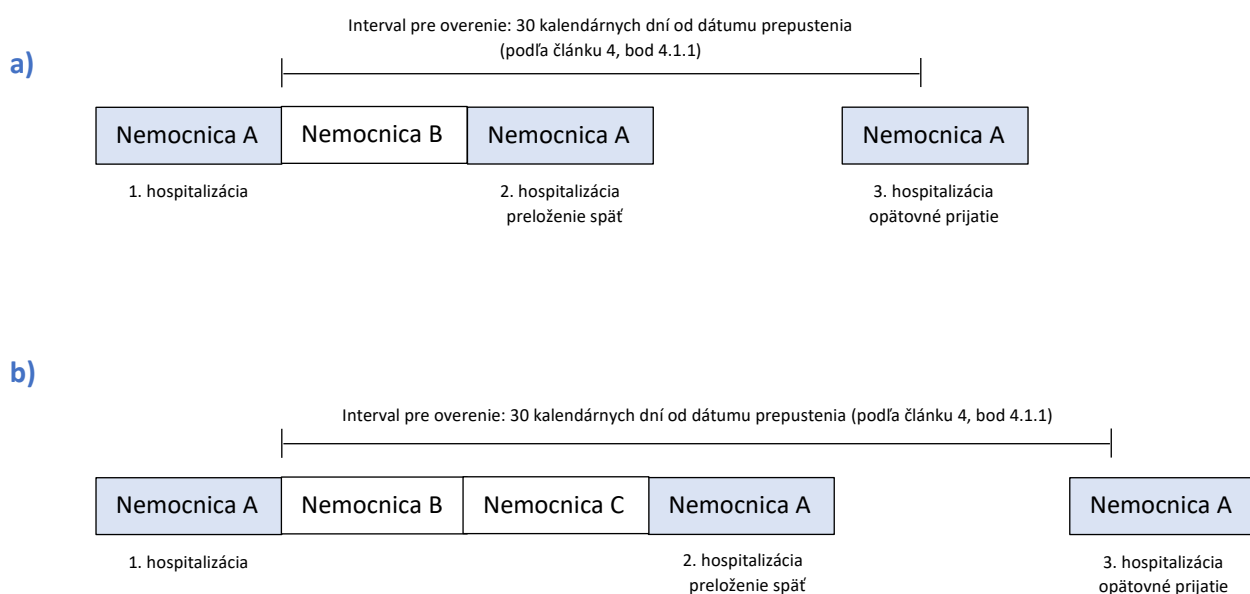 Interval pre overenie: 30 kalendárnych dní od dátumu prepustenia
(podľa článku 4, bod 4.1.1)
a)
Nemocnica A
Nemocnica B
Nemocnica A
Nemocnica A
1. hospitalizácia
2. hospitalizácia
preloženie späť
3. hospitalizácia
opätovné prijatie
b)
Interval pre overenie: 30 kalendárnych dní od dátumu prepustenia (podľa článku 4, bod 4.1.1)
Nemocnica A
Nemocnica B
Nemocnica C
Nemocnica A
Nemocnica A
1. hospitalizácia
2. hospitalizácia
preloženie späť
3. hospitalizácia
opätovné prijatie